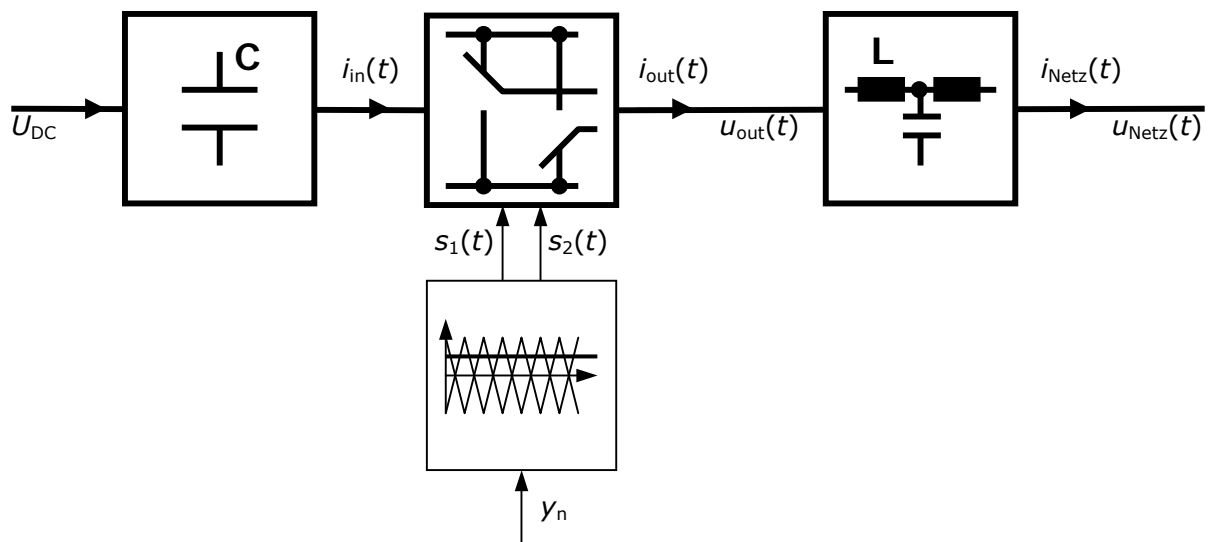 C
L
i_in(t)
i_out(t)
i_Netz(t)
U_DC
u_out(t)
u_Netz(t)
s_1(t)
s_2(t)
y_n